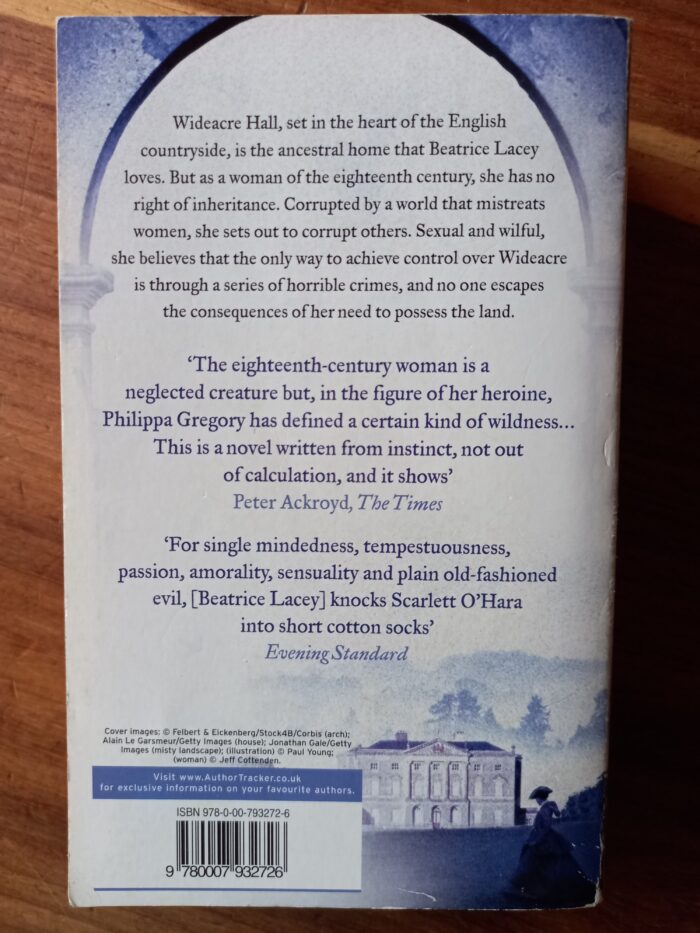 Wideacre Hall, set in the heart of the English
countryside, is the ancestral home that Beatrice Lacey
loves. But as a woman of the eighteenth century, she has no
right of inheritance. Corrupted by a world that mistreats
women, she sets out to corrupt others. Sexual and wilful,
she believes that the only way to achieve control over Wideacre
is through a series of horrible crimes, and no one escapes
the consequences of her need to possess the land.
‘The eighteenth-century woman is a
neglected creature but, in the figure of her heroine,
Philippa Gregory has defined a certain kind of wildness...
This is a novel written from instinct, not out
of calculation, and it shows’
Peter Ackroyd, The Times
‘For single mindedness, tempestuousness,
passion, amorality, sensuality and plain old-fashioned
evil, [Beatrice Lacey] knocks Scarlett O’Hara
into short cotton socks’
Evening Standard
Cover images: © Felbert & Eickenberg/Stock4B/Corbis (arch);
Alain Le Garsmeur/Getty Images (house); Jonathan Gale/Getty
Images (misty landscape); (illustration) © Paul Young;
(woman) © Jeff Cottenden.
Visit www.AuthorTracker.co.uk
for exclusive information on your favourite authors.
ISBN 978-0-00-793272-6
9 780007 932726